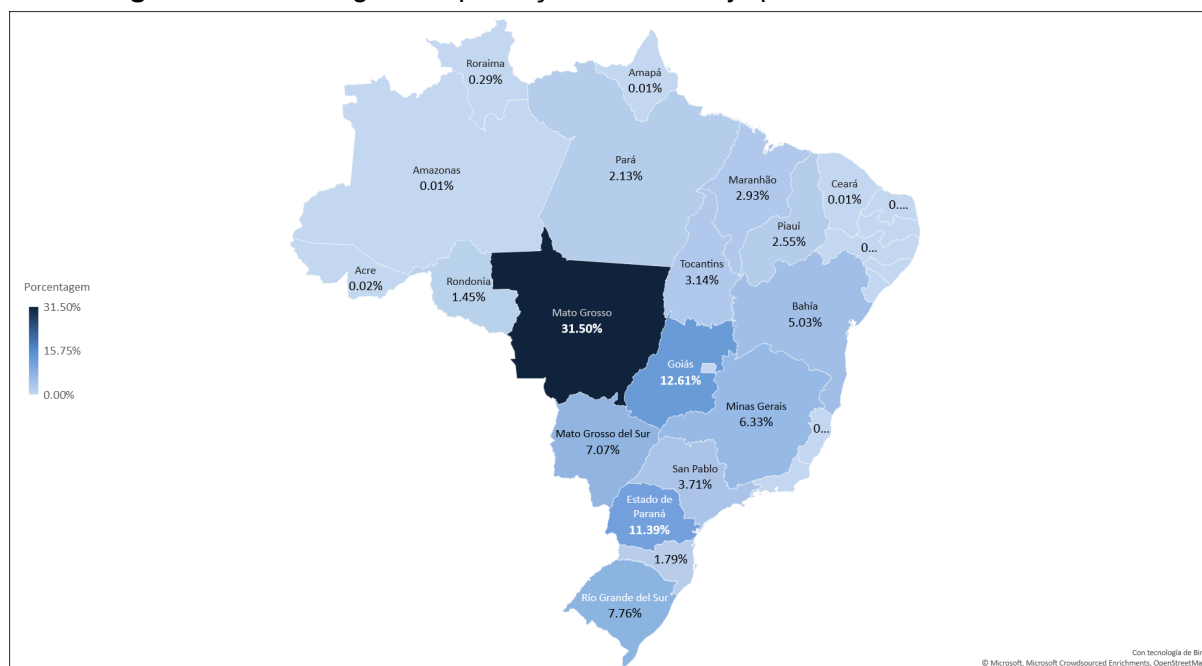 Roraima
0.29%
Amapá
0.01%
Amazonas
0.01%
Pará
2.13%
Maranhão
2.93%
Ceará
0.01%
0....
Piauí
2.55%
0...
Acre
0.02%
Rondonia
1.45%
Tocantins
3.14%
Bahía
5.03%
Porcentagem
31.50%
15.75%
0.00%
Mato Grosso
31.50%
Goiás
12.61%
Minas Gerais
6.33%
0...
Mato Grosso del Sur
7.07%
San Pablo
3.71%
Estado de
Paraná
11.39%
1.79%
Río Grande del Sur
7.76%
Con tecnología de Bin
© Microsoft, Microsoft Crowdsourced Enrichments, OpenStreetMap